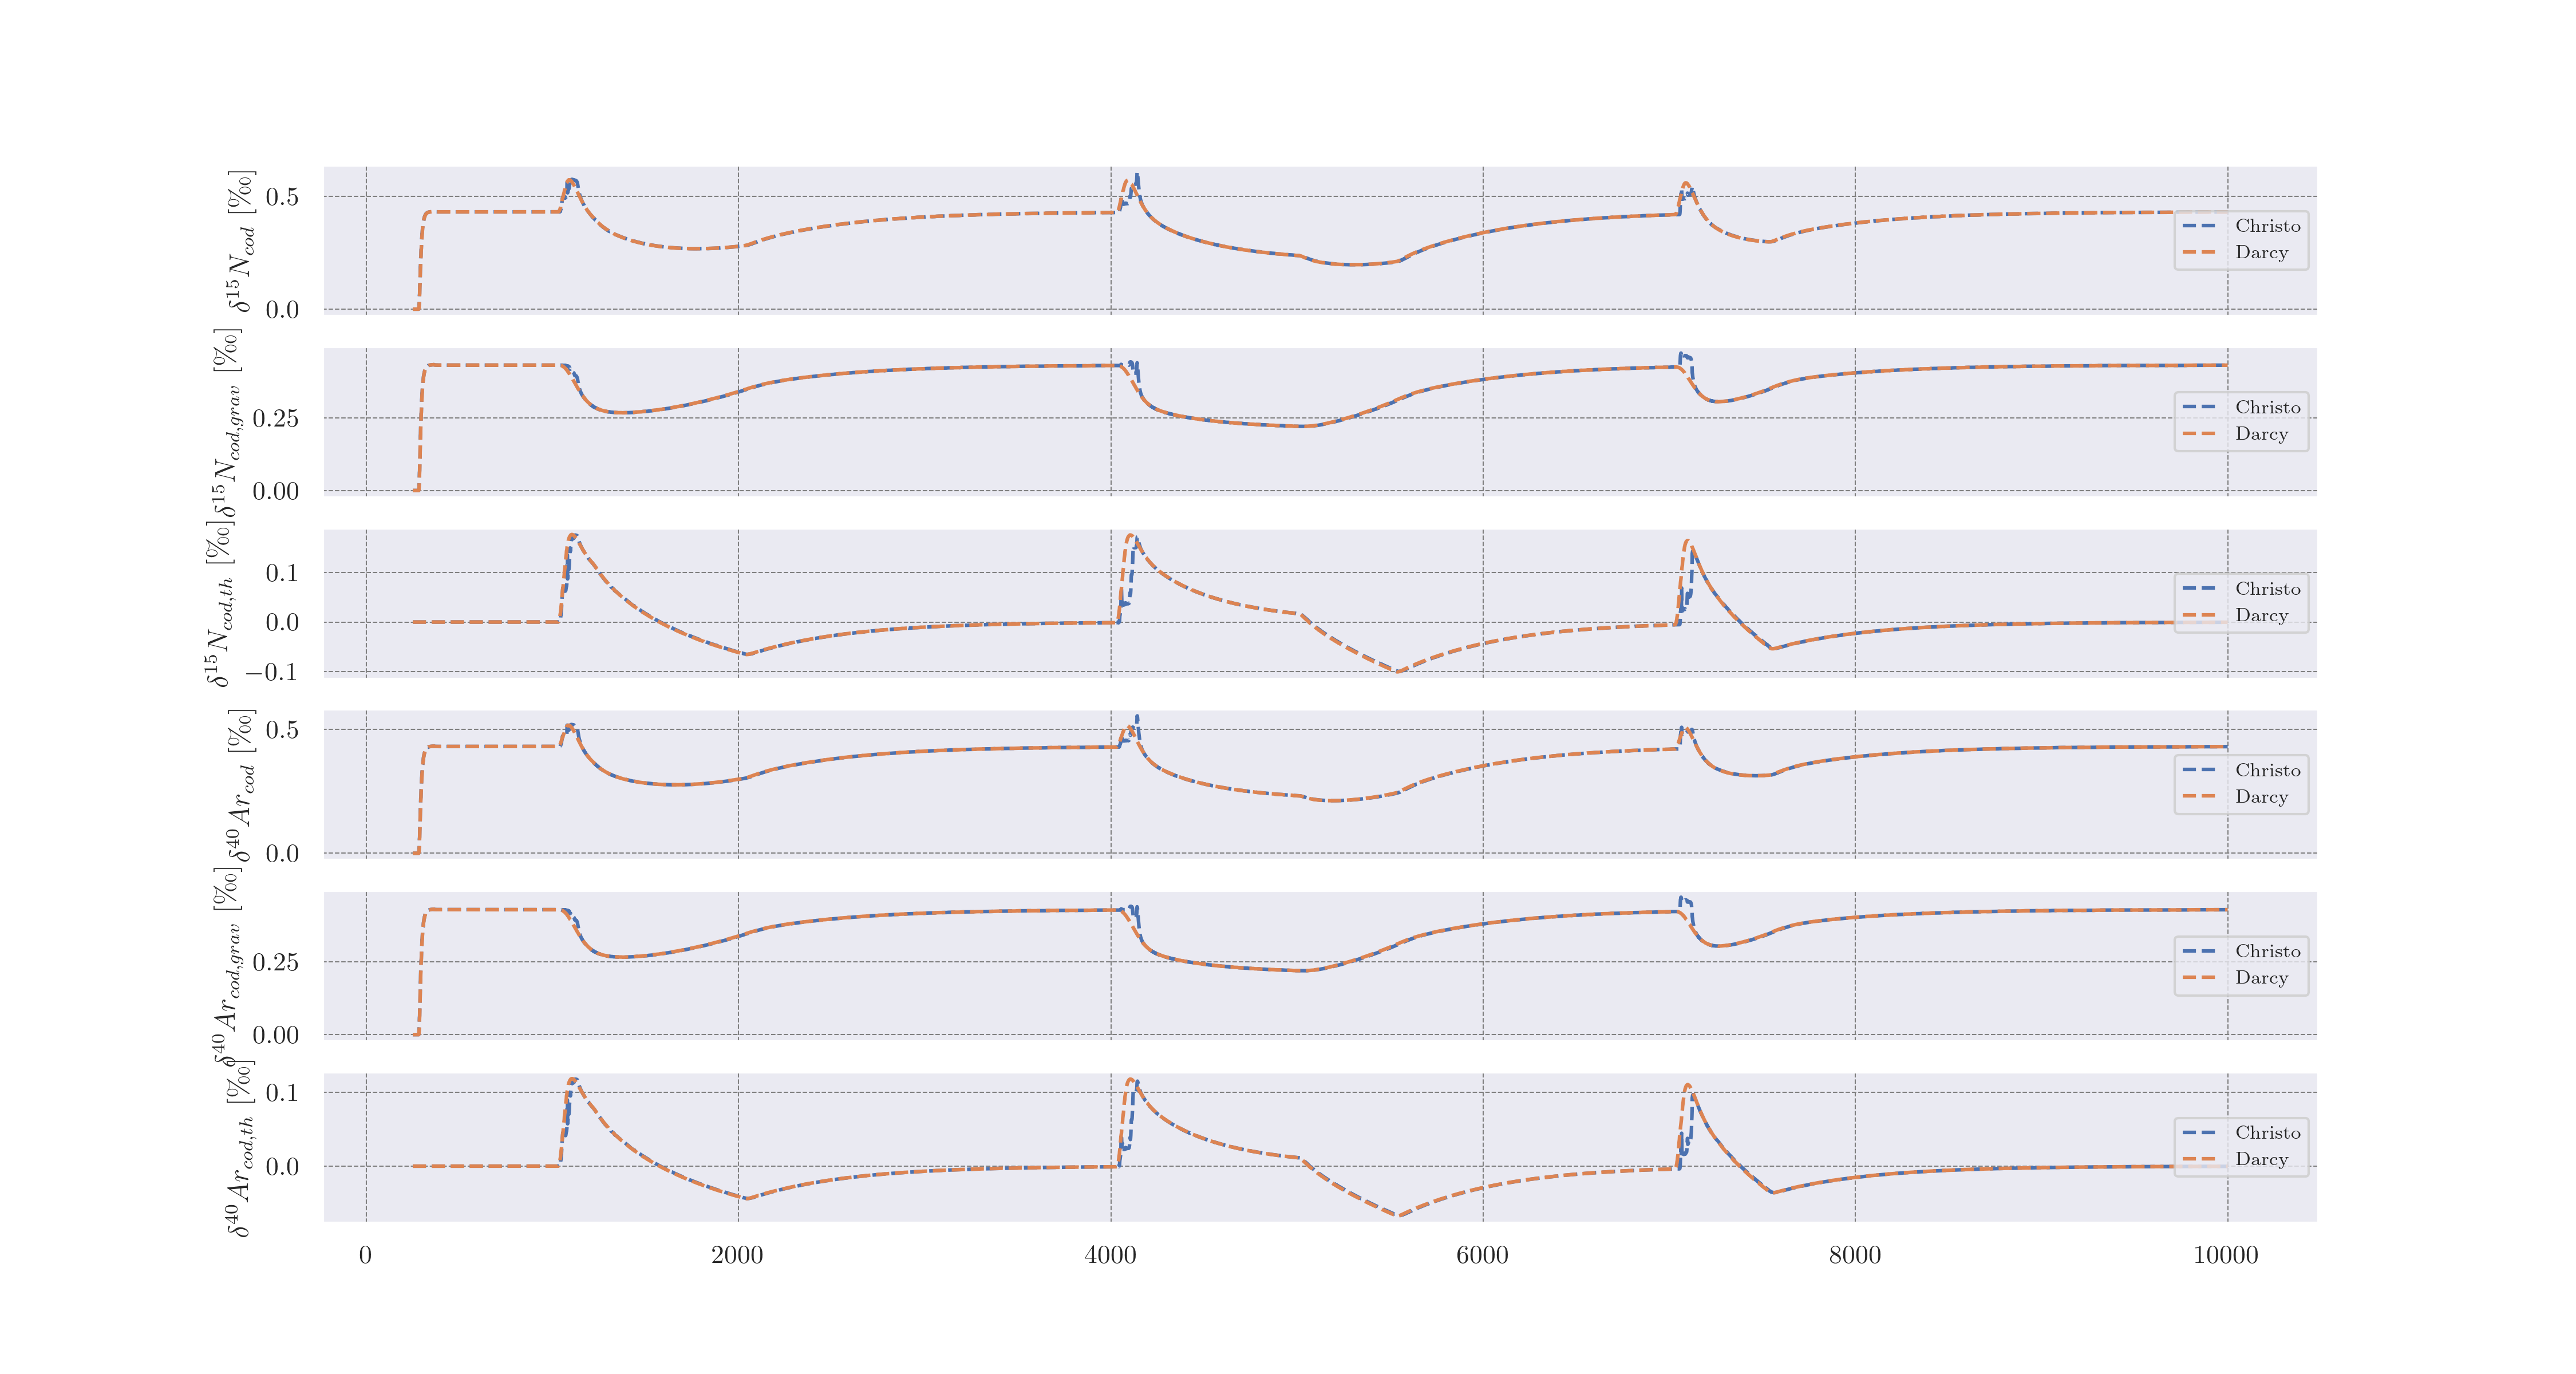 δ¹⁵N_cod [‰]
0.5
0.0
Christo
Darcy
δ¹⁵N_cod,grav [‰]
0.25
0.00
Christo
Darcy
δ¹⁵N_cod,th [‰]
0.1
0.0
−0.1
Christo
Darcy
δ⁴⁰Ar_cod [‰]
0.5
0.0
Christo
Darcy
δ⁴⁰Ar_cod,grav [‰]
0.25
0.00
Christo
Darcy
δ⁴⁰Ar_cod,th [‰]
0.1
0.0
Christo
Darcy
0 2000 4000 6000 8000 10000